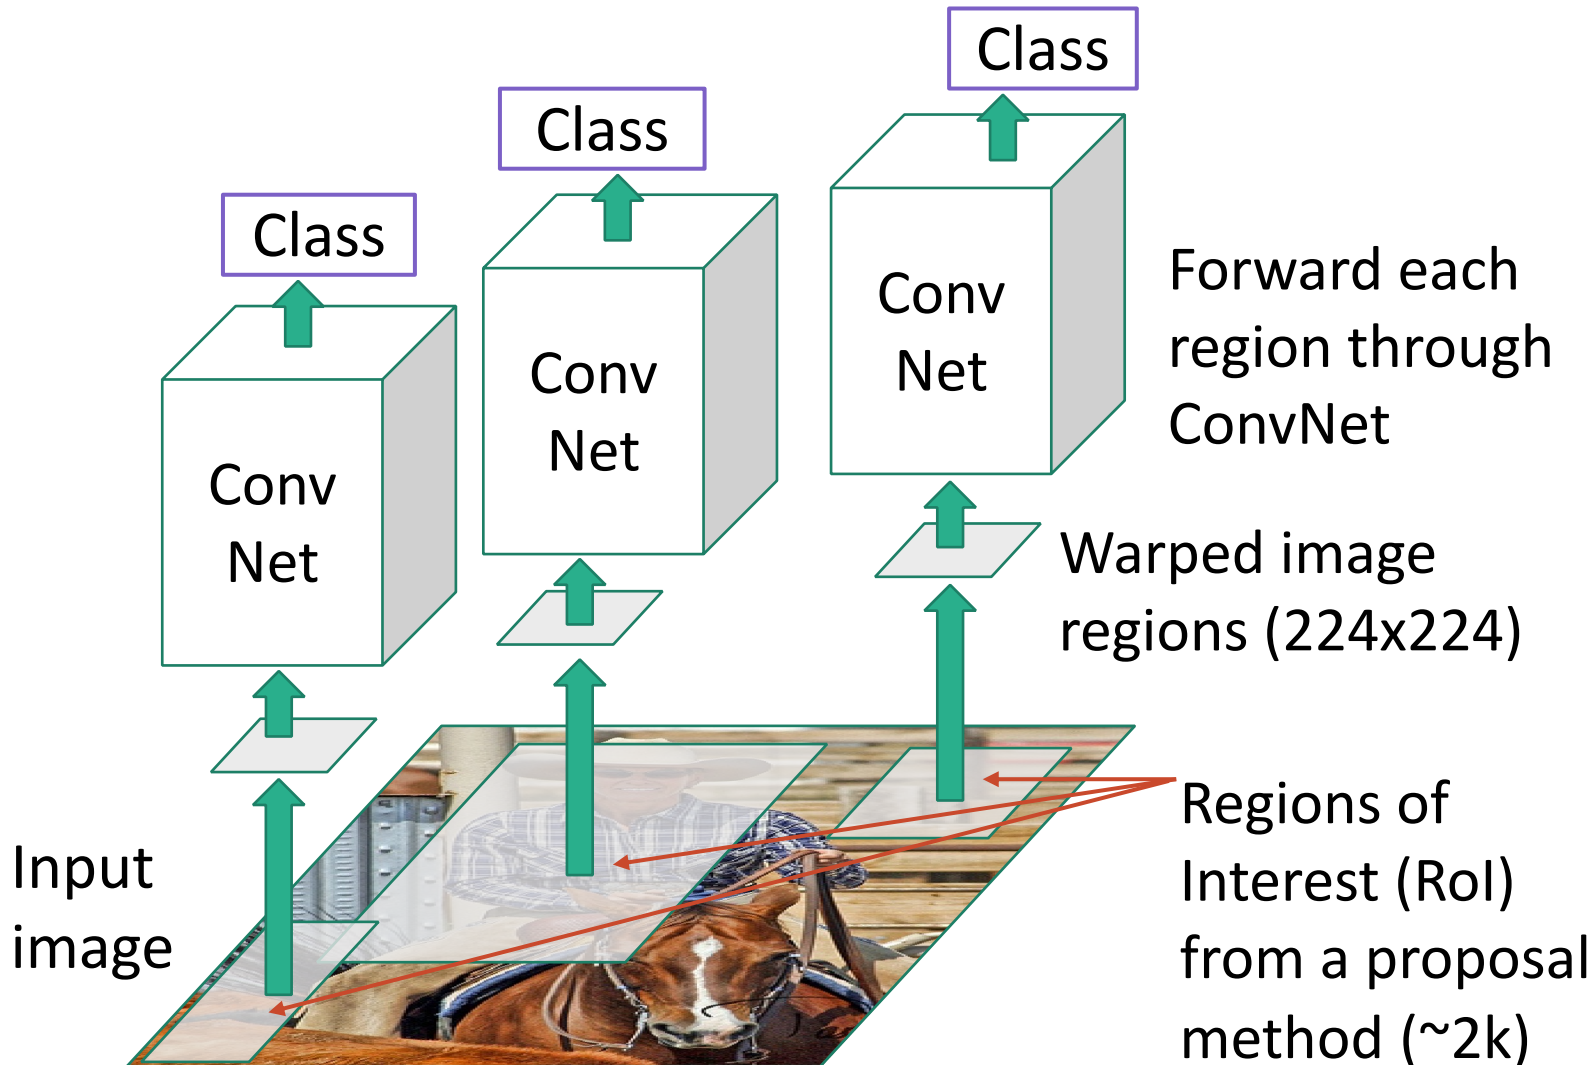 Class
Class
Class
Conv
Net
Conv
Net
Conv
Net
Forward each
region through
ConvNet
Warped image
regions (224x224)
Input
image
Regions of
Interest (RoI)
from a proposal
method (~2k)